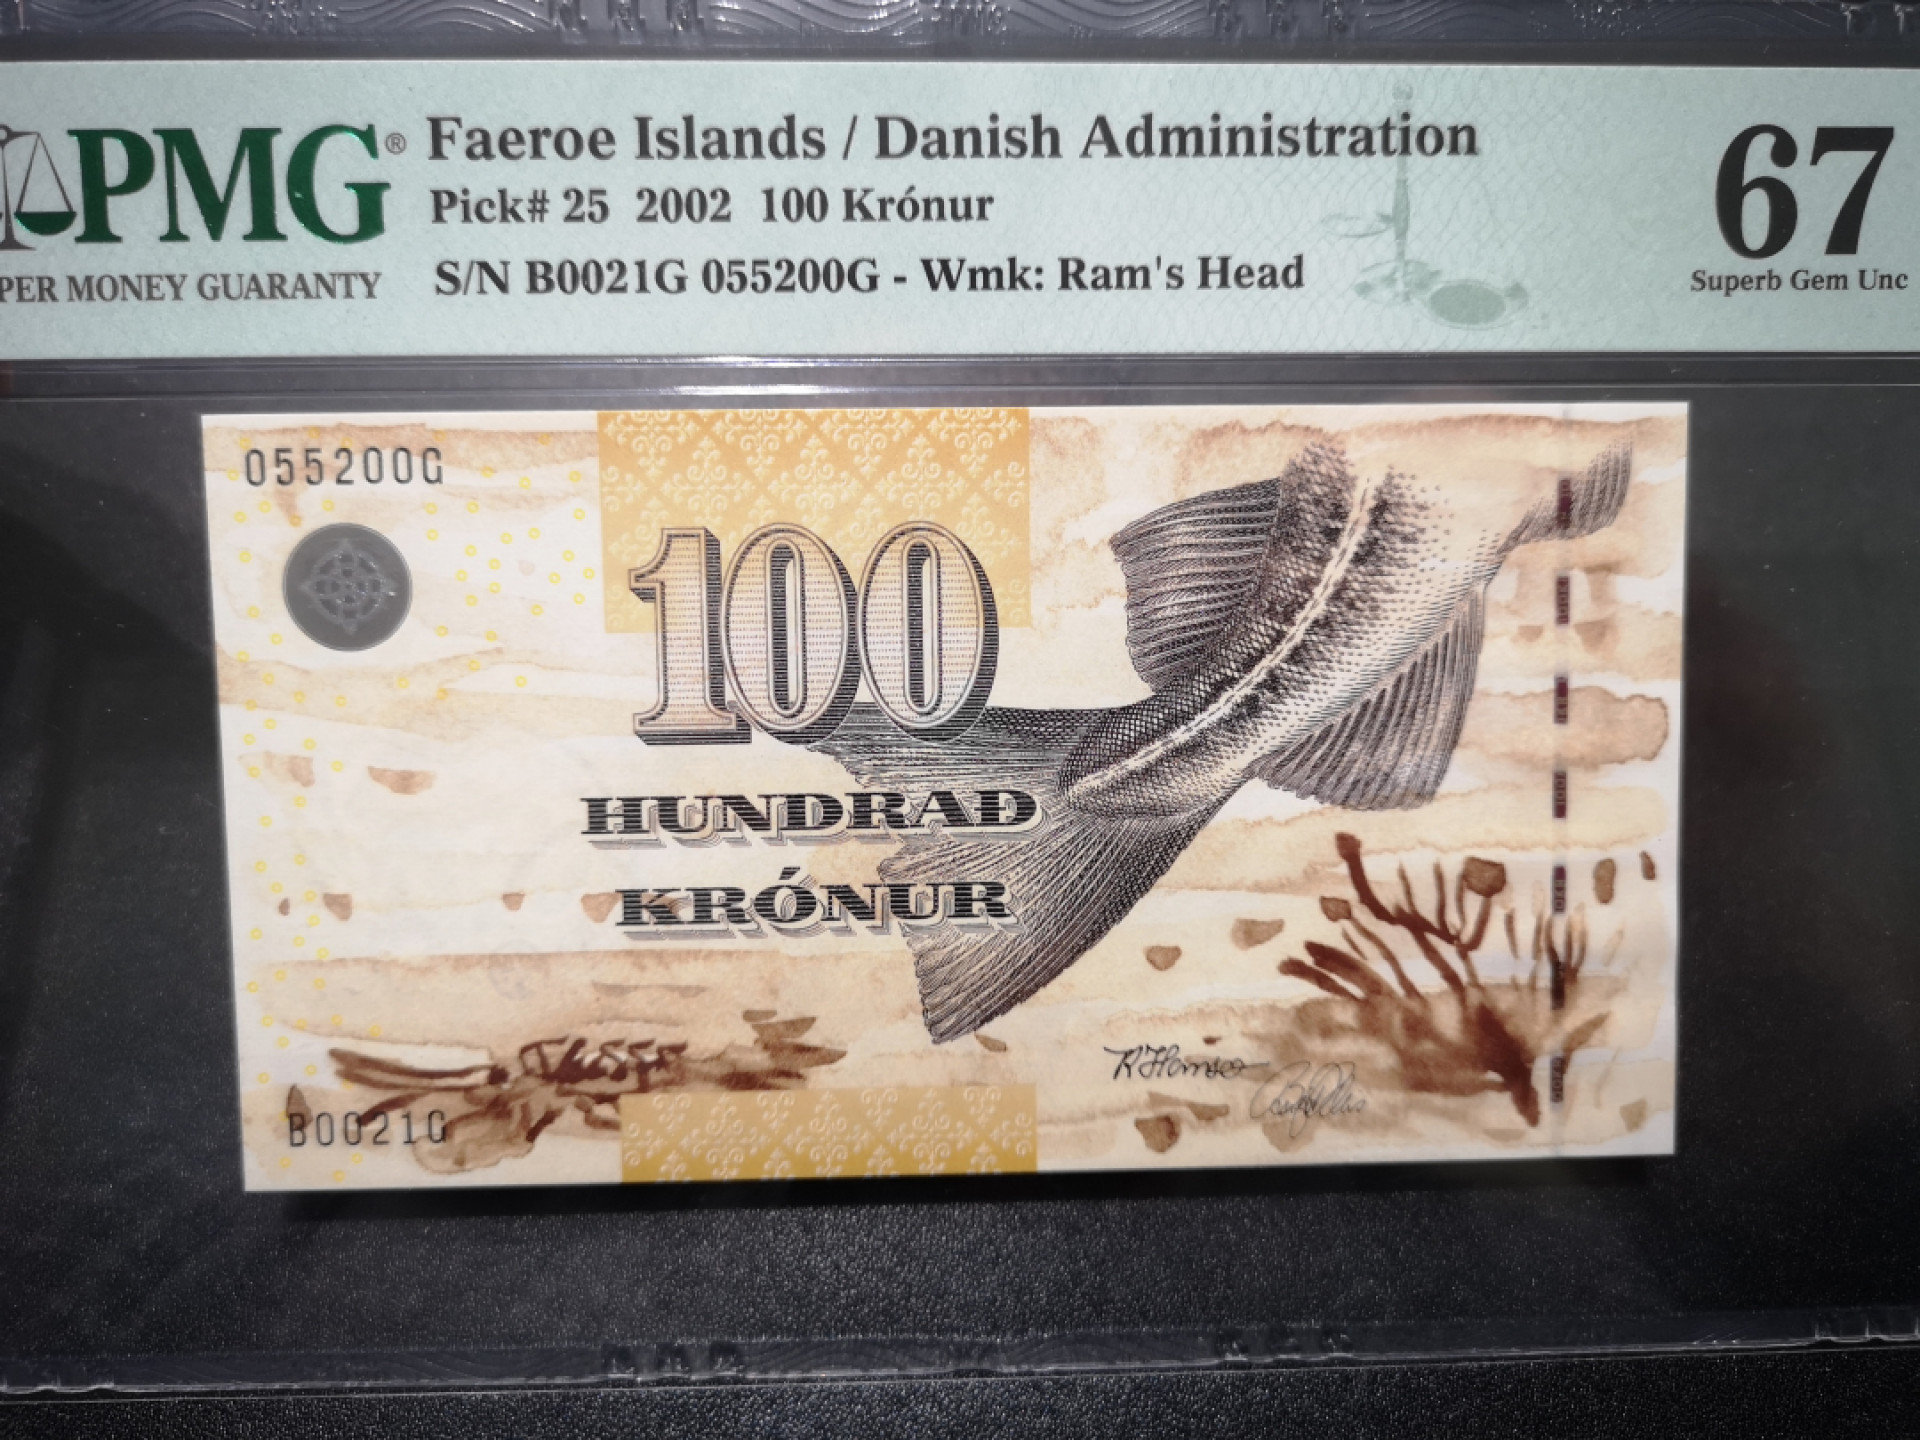 PMG® Faeroe Islands / Danish Administration 67
Pick# 25 2002 100 Krónur
PER MONEY GUARANTY S/N B0021G 055200G - Wmk: Ram's Head Superb Gem Unc
055200G
100
HUNDRAÐ
KRÓNUR
B0021G